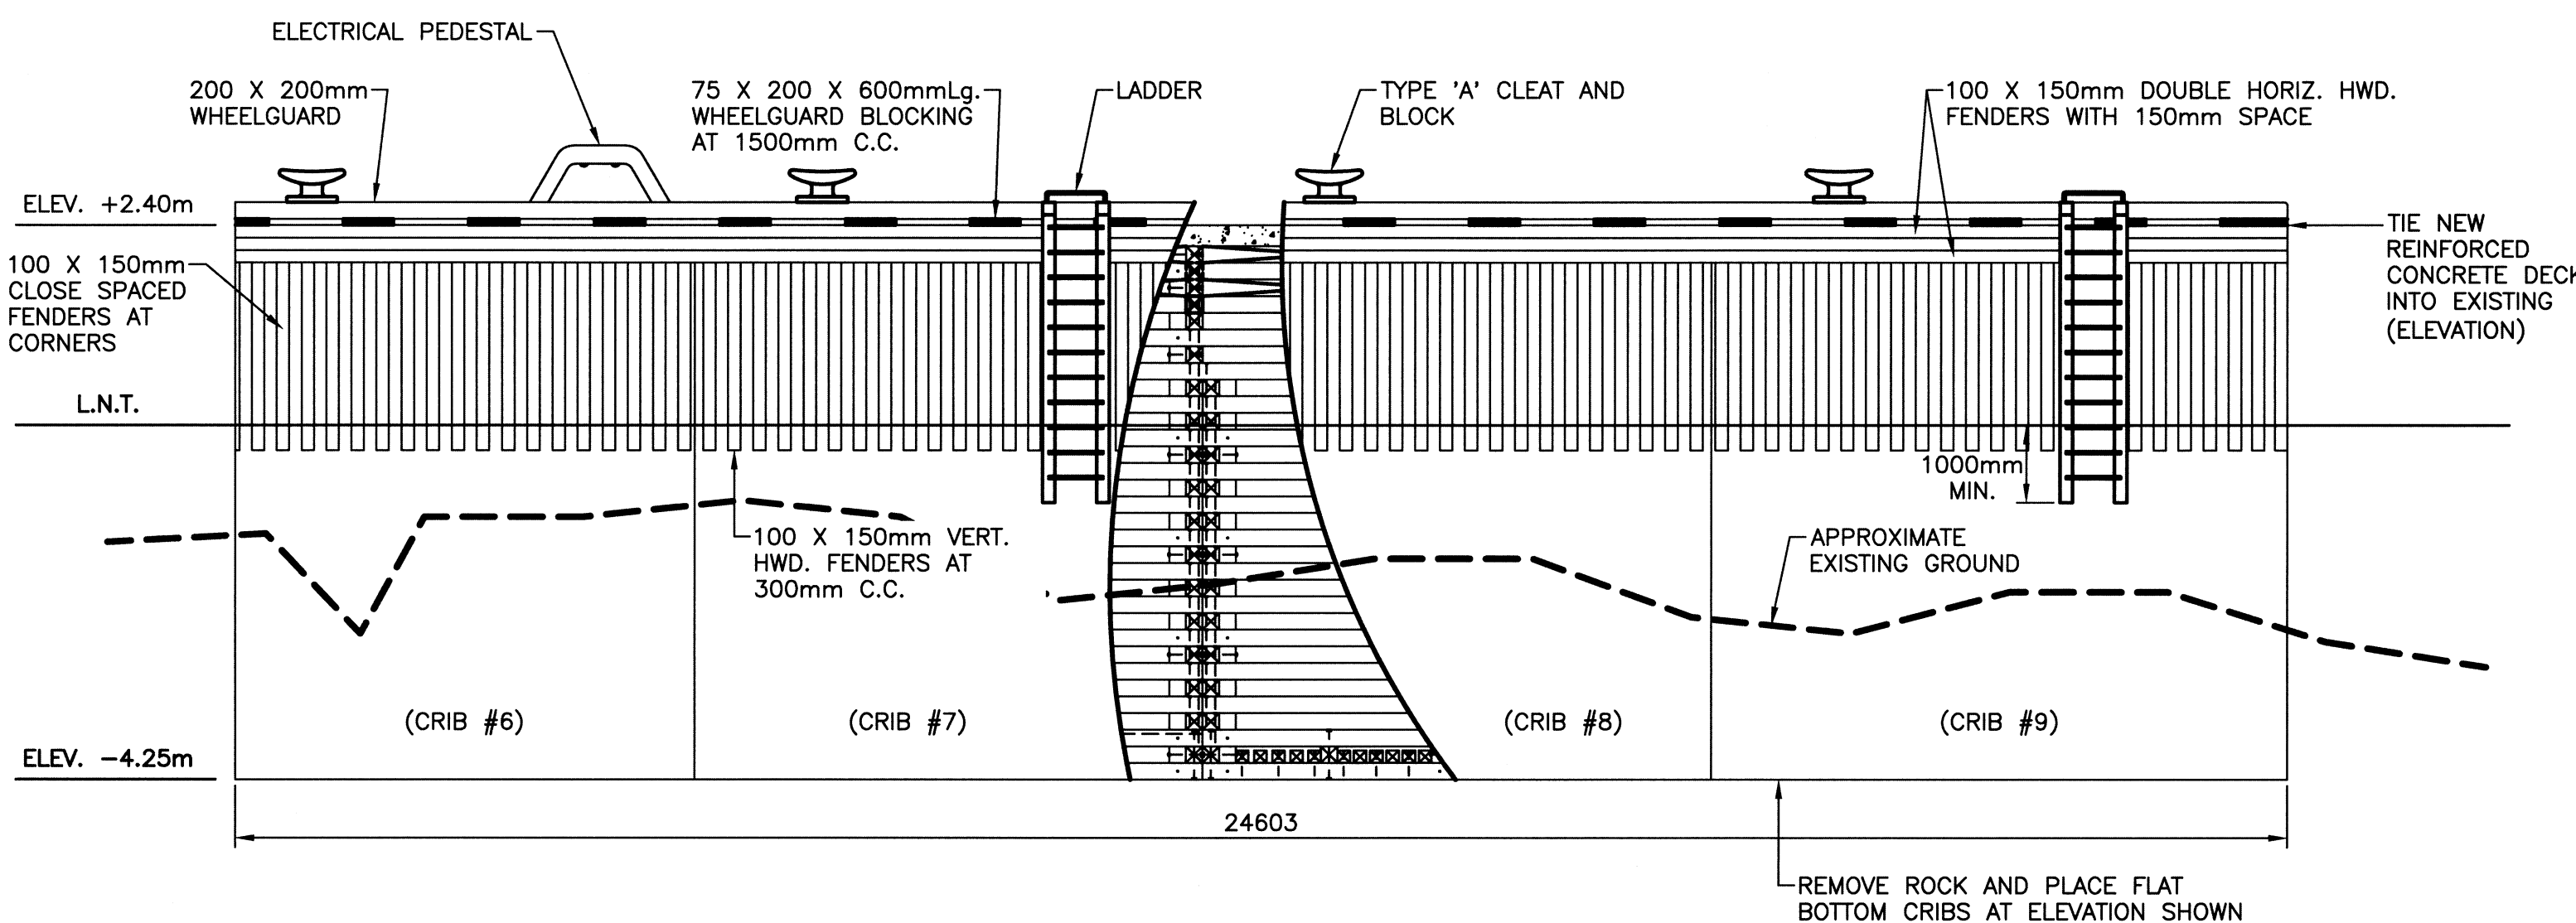 ELECTRICAL PEDESTAL
200 X 200mm
WHEELGUARD
75 X 200 X 600mmLg.
WHEELGUARD BLOCKING
AT 1500mm C.C.
LADDER
TYPE 'A' CLEAT AND
BLOCK
100 X 150mm DOUBLE HORIZ. HWD.
FENDERS WITH 150mm SPACE
ELEV. +2.40m
TIE NEW
REINFORCED
CONCRETE DECK
INTO EXISTING
(ELEVATION)
100 X 150mm
CLOSE SPACED
FENDERS AT
CORNERS
L.N.T.
1000mm
MIN.
100 X 150mm VERT.
HWD. FENDERS AT
300mm C.C.
APPROXIMATE
EXISTING GROUND
(CRIB #6)
(CRIB #7)
(CRIB #8)
(CRIB #9)
ELEV. -4.25m
24603
REMOVE ROCK AND PLACE FLAT
BOTTOM CRIBS AT ELEVATION SHOWN